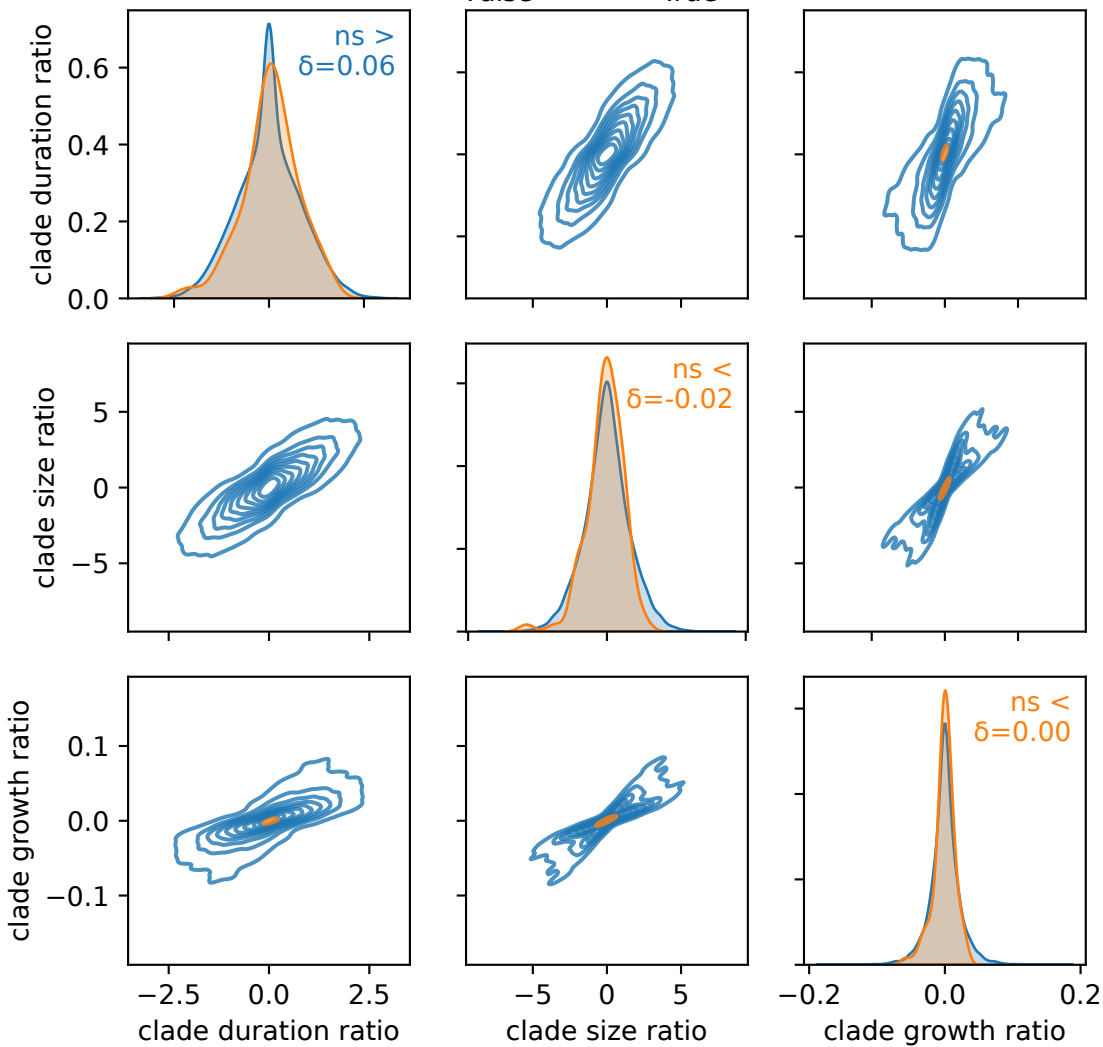 clade duration ratio
0.6
0.4
0.2
0.0
ns >
δ=0.06
clade size ratio
5
0
−5
ns <
δ=-0.02
clade growth ratio
0.1
0.0
−0.1
ns <
δ=0.00
−2.5 0.0 2.5
−5 0 5
−0.2 0.0 0.2
clade duration ratio
clade size ratio
clade growth ratio